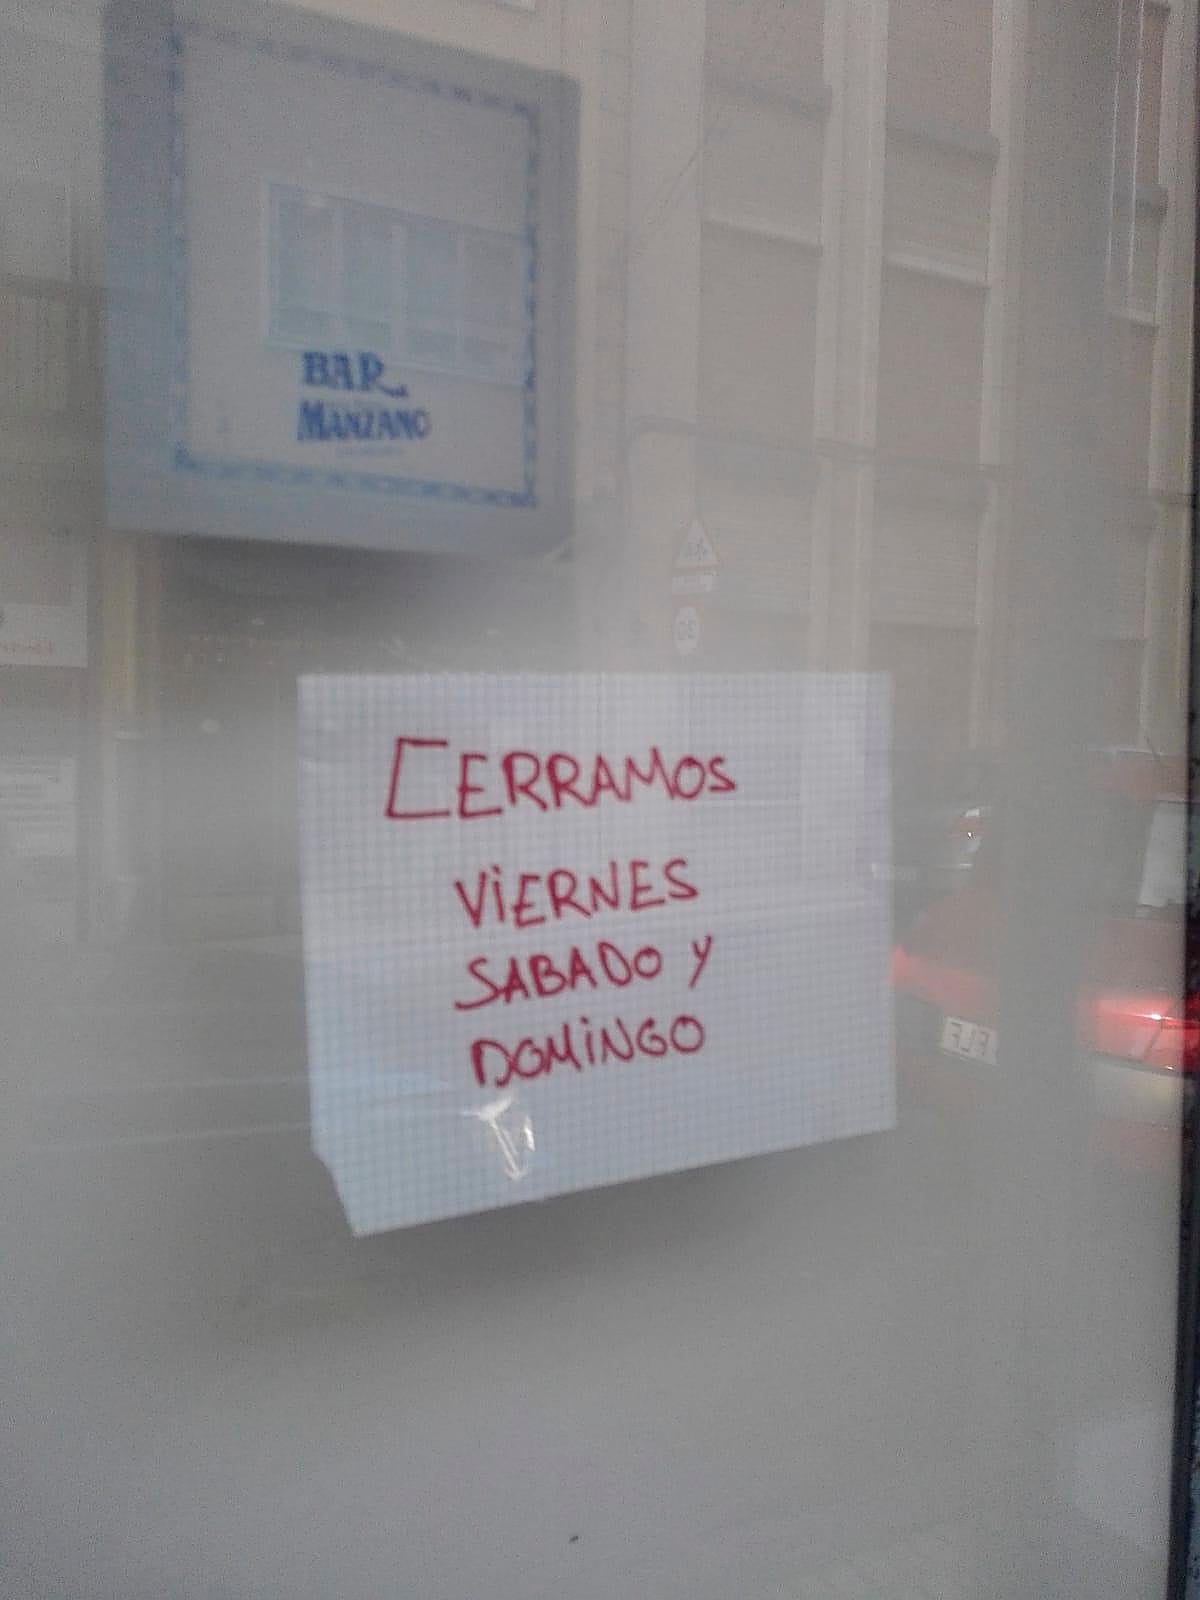 BAR
MANZANO
CERRAMOS
VIERNES
SABADO Y
DOMINGO